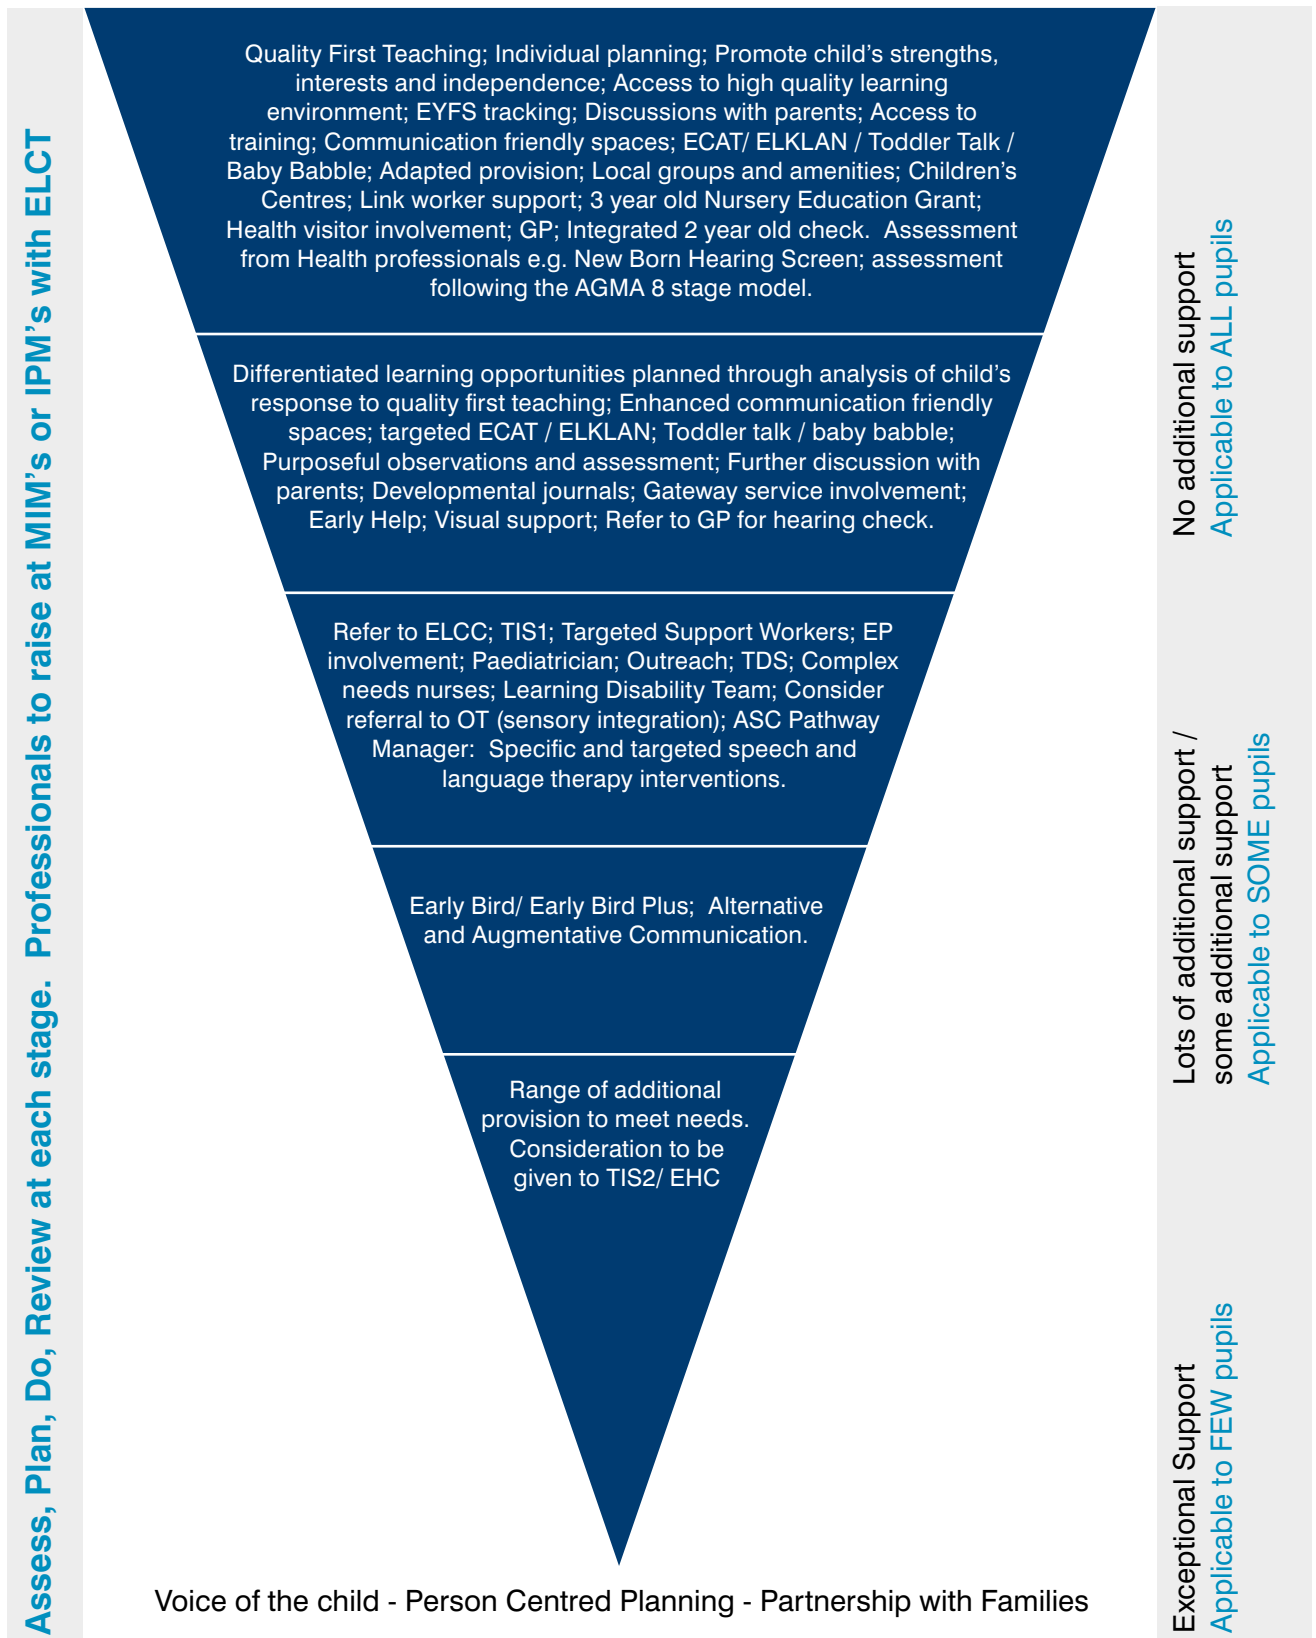 Assess, Plan, Do, Review at each stage.  Professionals to raise at MIM's or IPM's with ELCT
Quality First Teaching; Individual planning; Promote child's strengths,
interests and independence; Access to high quality learning
environment; EYFS tracking; Discussions with parents; Access to
training; Communication friendly spaces; ECAT/ ELKLAN / Toddler Talk /
Baby Babble; Adapted provision; Local groups and amenities; Children's
Centres; Link worker support; 3 year old Nursery Education Grant;
Health visitor involvement; GP; Integrated 2 year old check.  Assessment
from Health professionals e.g. New Born Hearing Screen; assessment
following the AGMA 8 stage model.
Differentiated learning opportunities planned through analysis of child's
response to quality first teaching; Enhanced communication friendly
spaces; targeted ECAT / ELKLAN; Toddler talk / baby babble;
Purposeful observations and assessment; Further discussion with
parents; Developmental journals; Gateway service involvement;
Early Help; Visual support; Refer to GP for hearing check.
Refer to ELCC; TIS1; Targeted Support Workers; EP
involvement; Paediatrician; Outreach; TDS; Complex
needs nurses; Learning Disability Team; Consider
referral to OT (sensory integration); ASC Pathway
Manager:  Specific and targeted speech and
language therapy interventions.
Early Bird/ Early Bird Plus;  Alternative
and Augmentative Communication.
Range of additional
provision to meet needs.
Consideration to be
given to TIS2/ EHC
No additional support
Applicable to ALL pupils
Lots of additional support /
some additional support
Applicable to SOME pupils
Exceptional Support
Applicable to FEW pupils
Voice of the child - Person Centred Planning - Partnership with Families